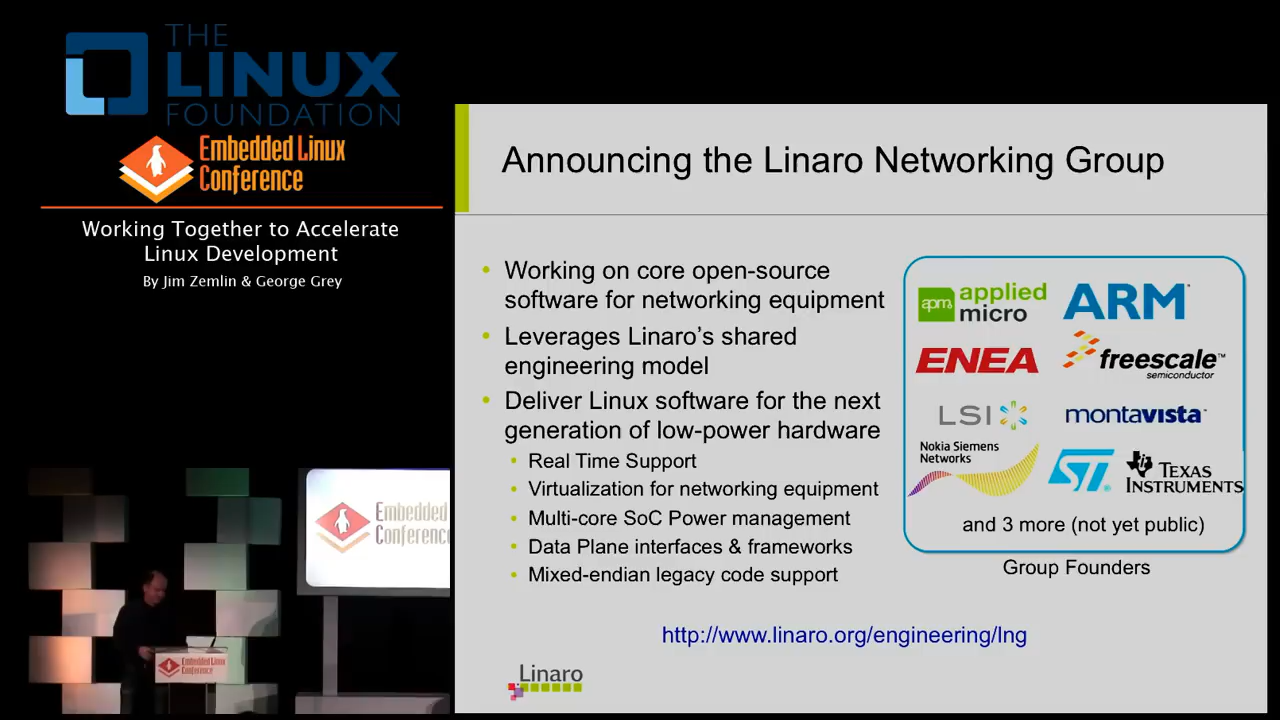 THE
LINUX
FOUNDATION
Embedded Linux
Conference
Working Together to Accelerate
Linux Development
By Jim Zemlin & George Grey
Embedded
Conference
Embedded Linux
Conference
Announcing the Linaro Networking Group
• Working on core open-source
software for networking equipment
• Leverages Linaro's shared
engineering model
• Deliver Linux software for the next
generation of low-power hardware
• Real Time Support
• Virtualization for networking equipment
• Multi-core SoC Power management
• Data Plane interfaces & frameworks
• Mixed-endian legacy code support
apm applied
micro
ARM
ENEA
freescale™
semiconductor
LSI
montavista
Nokia Siemens
Networks
ST
TEXAS
INSTRUMENTS
and 3 more (not yet public)
Group Founders
http://www.linaro.org/engineering/lng
Linaro